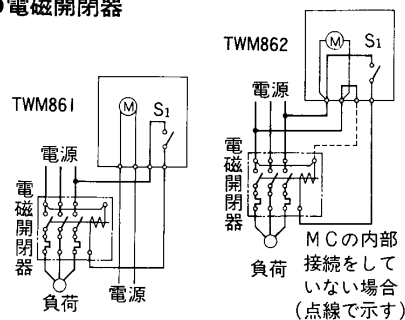 電磁開閉器
TWM861
M
S1
電源
電磁開閉器
負荷
電源
TWM862
M
S1
電源
電磁開閉器
負荷
MCの内部
接続をして
いない場合
(点線で示す)